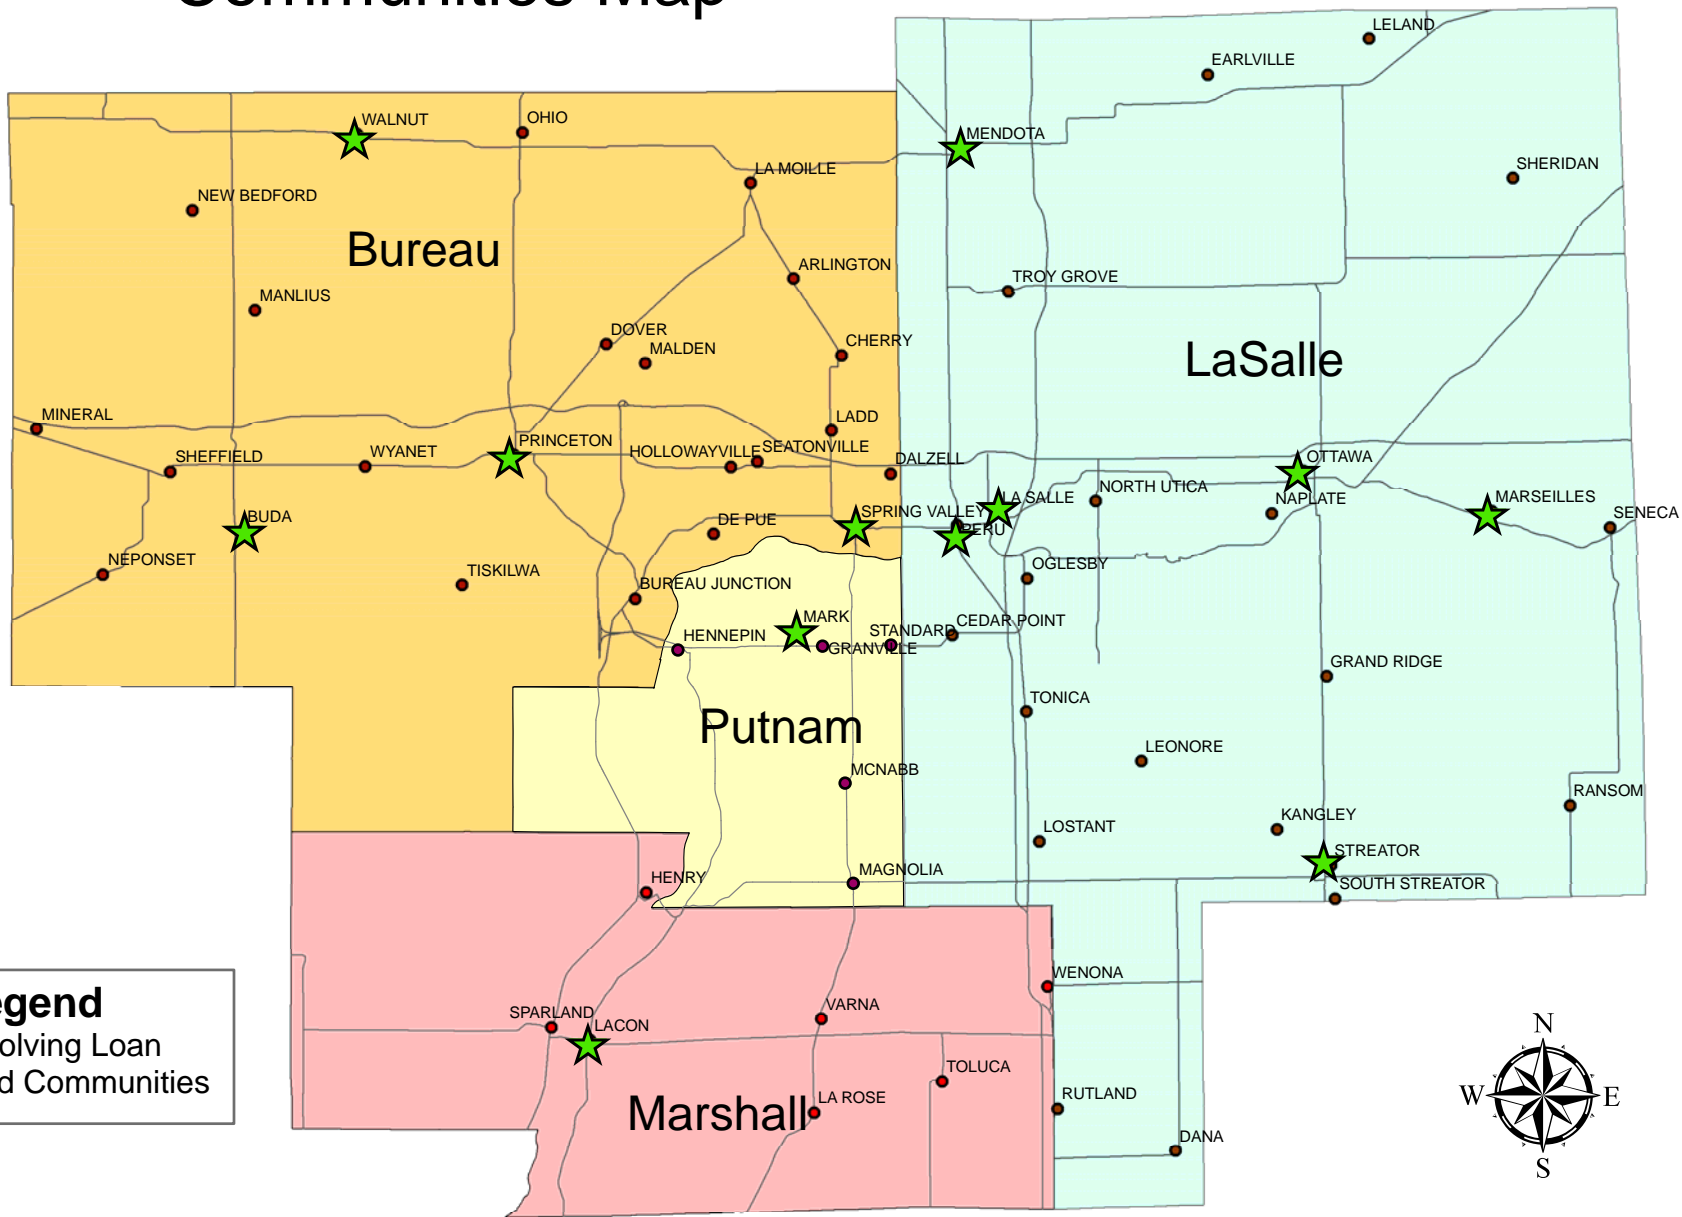 Communities Map
LELAND
EARLVILLE
WALNUT
OHIO
MENDOTA
LA MOILLE
SHERIDAN
NEW BEDFORD
Bureau
ARLINGTON
TROY GROVE
MANLIUS
DOVER
MALDEN
CHERRY
LaSalle
MINERAL
LADD
PRINCETON
WYANET
HOLLOWAYVILLE
SEATONVILLE
SHEFFIELD
DALZELL
OTTAWA
NORTH UTICA
LA SALLE
NAPLATE
MARSEILLES
SENECA
BUDA
DE PUE
SPRING VALLEY
PERU
NEPONSET
TISKILWA
BUREAU JUNCTION
OGLESBY
MARK
CEDAR POINT
HENNEPIN
STANDARD
GRANVILLE
GRAND RIDGE
TONICA
Putnam
LEONORE
MCNABB
RANSOM
KANGLEY
LOSTANT
STREATOR
MAGNOLIA
HENRY
SOUTH STREATOR
WENONA
egend
olving Loan
d Communities
SPARLAND
LACON
VARNA
TOLUCA
LA ROSE
Marshall
RUTLAND
DANA
N
W
E
S